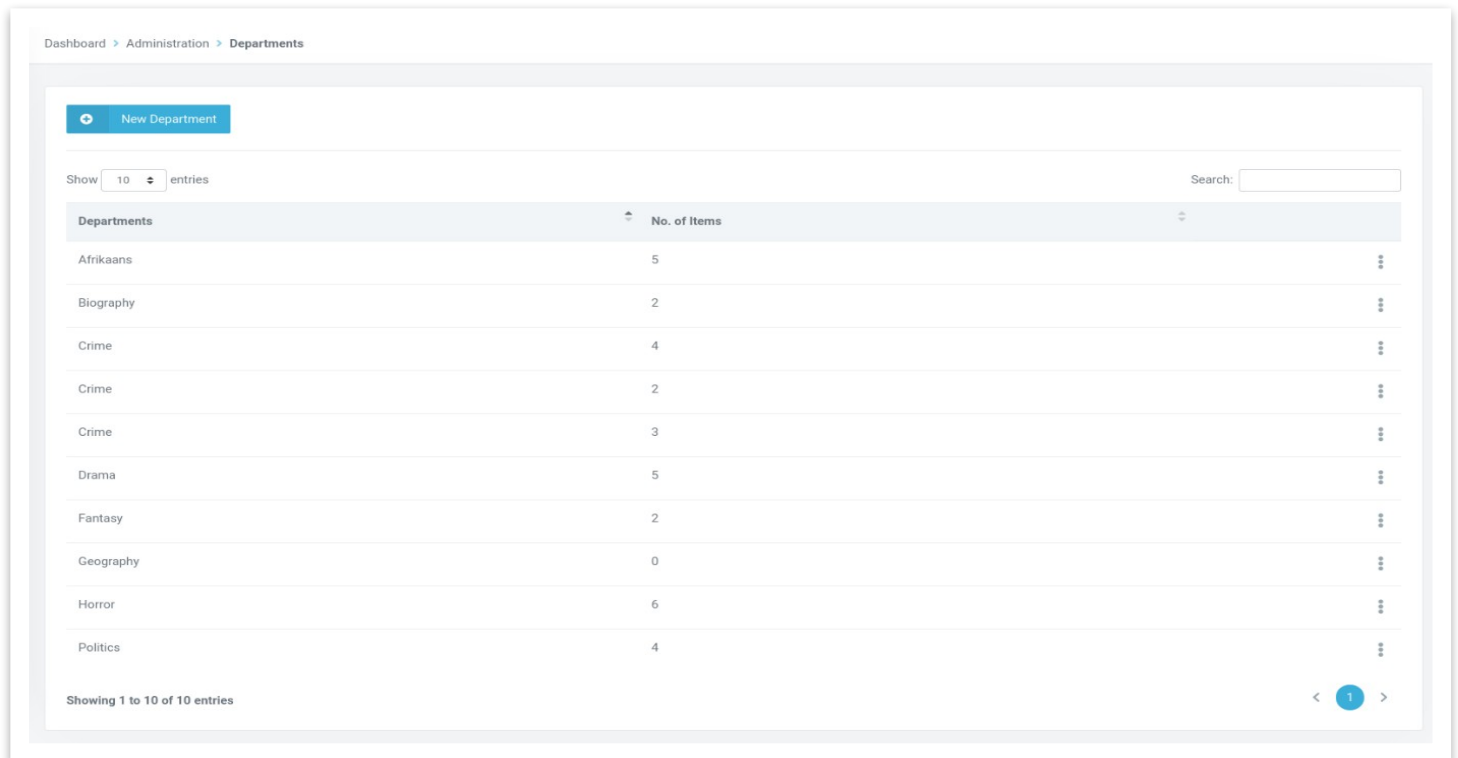 Dashboard > Administration > Departments
New Department
Show 10 entries
Search:
Departments No. of Items
Afrikaans 5
Biography 2
Crime 4
Crime 2
Crime 3
Drama 5
Fantasy 2
Geography 0
Horror 6
Politics 4
Showing 1 to 10 of 10 entries
< 1 >